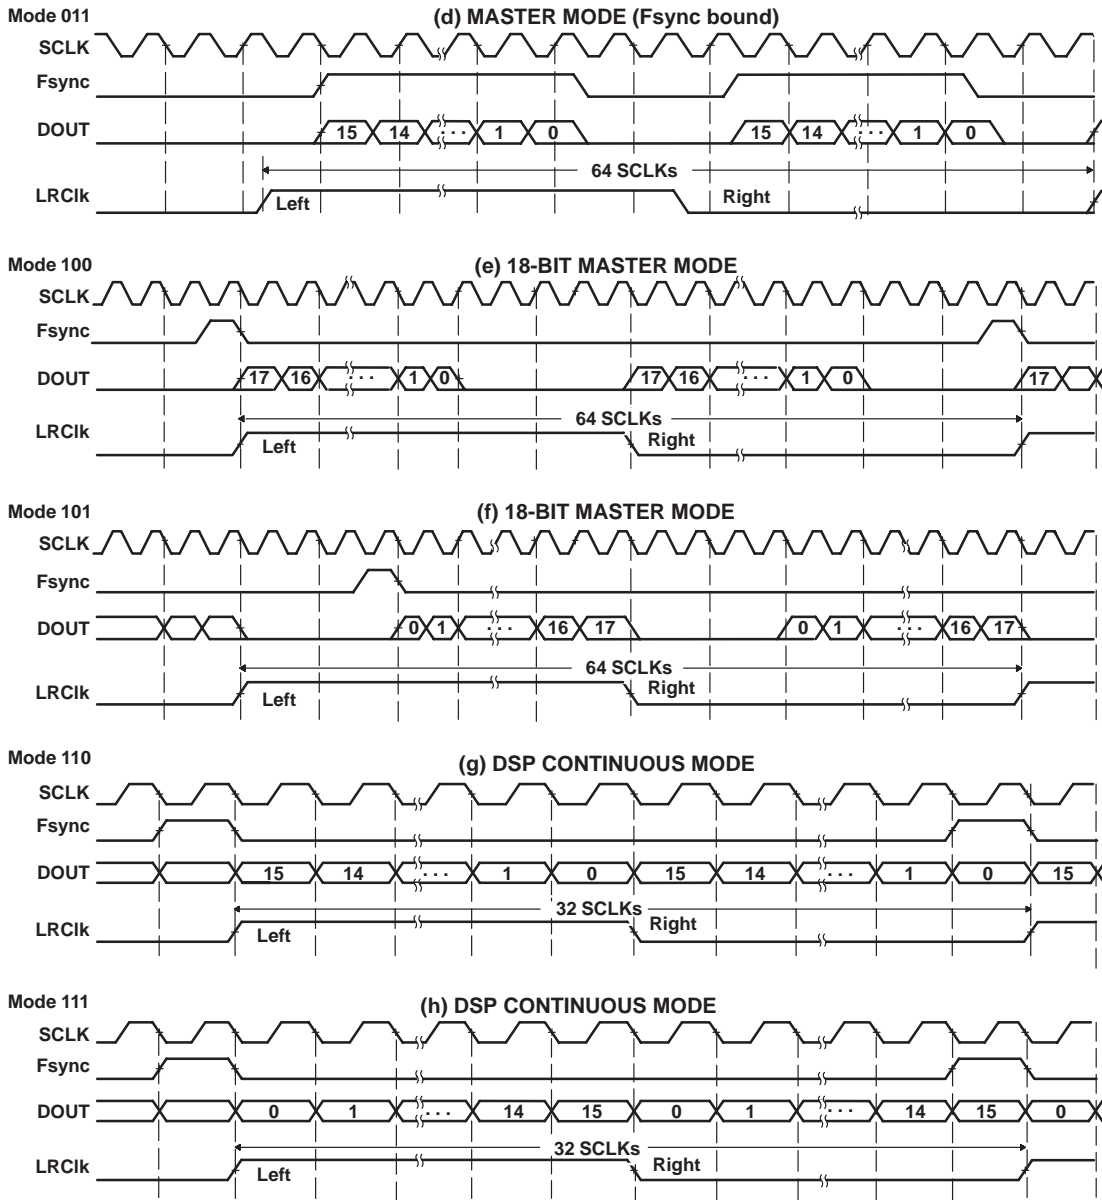 Mode 011
(d) MASTER MODE (Fsync bound)
SCLK
Fsync
DOUT 15 14 · · · 1 0 15 14 · · · 1 0
64 SCLKs
LRClk Left Right
Mode 100
(e) 18-BIT MASTER MODE
SCLK
Fsync
DOUT 17 16 · · · 1 0 17 16 · · · 1 0 17
64 SCLKs
LRClk Left Right
Mode 101
(f) 18-BIT MASTER MODE
SCLK
Fsync
DOUT 0 1 · · · 16 17 0 1 · · · 16 17
64 SCLKs
LRClk Left Right
Mode 110
(g) DSP CONTINUOUS MODE
SCLK
Fsync
DOUT 15 14 · · · 1 0 15 14 · · · 1 0 15
32 SCLKs
LRClk Left Right
Mode 111
(h) DSP CONTINUOUS MODE
SCLK
Fsync
DOUT 0 1 · · · 14 15 0 1 · · · 14 15 0
32 SCLKs
LRClk Left Right